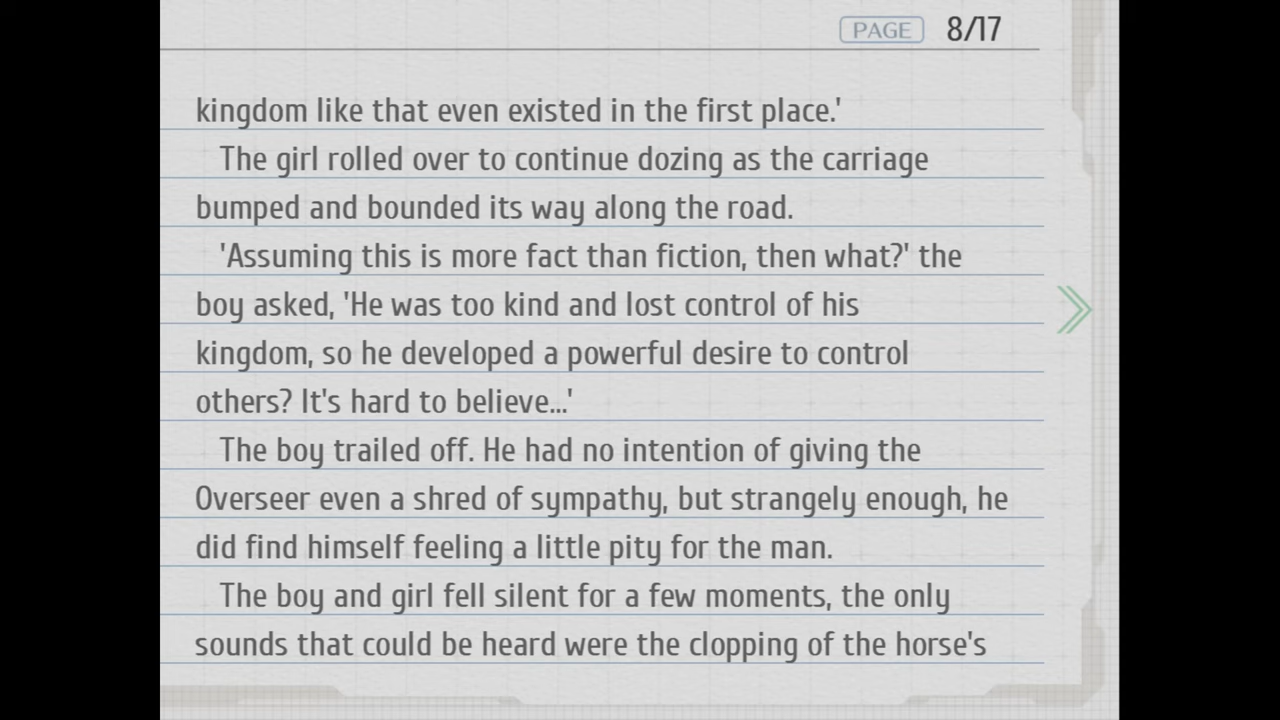 PAGE 8/17
kingdom like that even existed in the first place.'
The girl rolled over to continue dozing as the carriage
bumped and bounded its way along the road.
'Assuming this is more fact than fiction, then what?' the
boy asked, 'He was too kind and lost control of his
kingdom, so he developed a powerful desire to control
others? It's hard to believe...'
The boy trailed off. He had no intention of giving the
Overseer even a shred of sympathy, but strangely enough, he
did find himself feeling a little pity for the man.
The boy and girl fell silent for a few moments, the only
sounds that could be heard were the clopping of the horse's